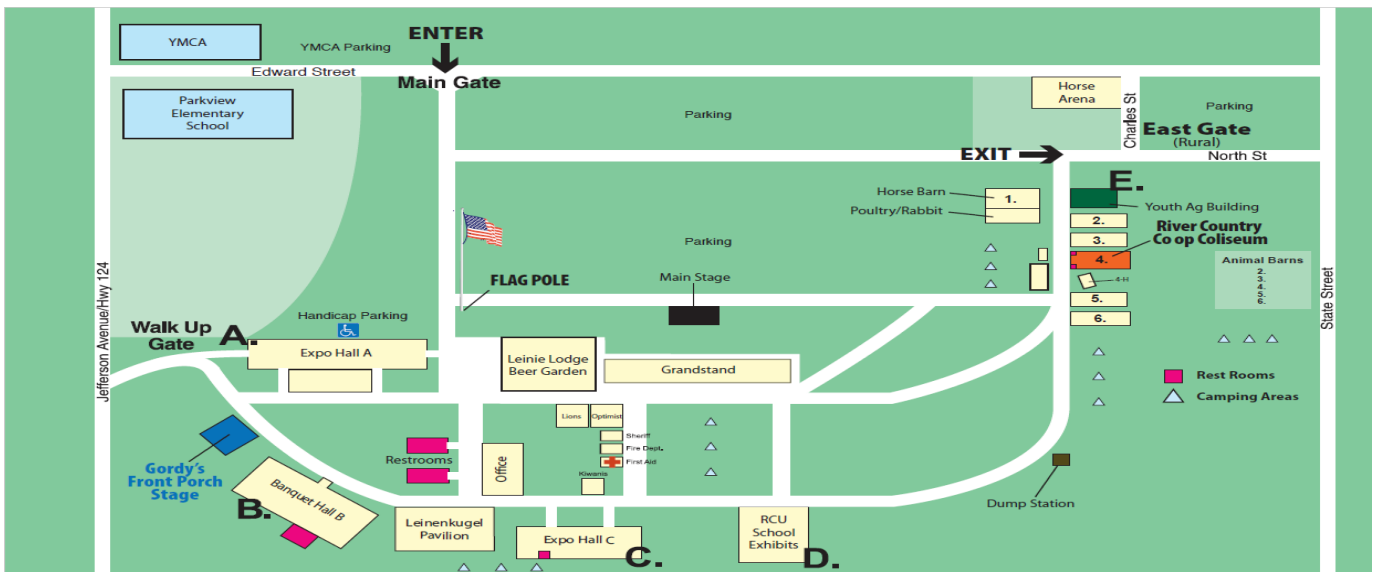 YMCA
YMCA Parking
ENTER
Edward Street
Main Gate
Parkview
Elementary
School
Parking
Horse
Arena
Charles St
Parking
East Gate
(Rural)
EXIT
North St
E.
Horse Barn
1.
Poultry/Rabbit
Youth Ag Building
2.
River Country
Co op Coliseum
3.
4.
4-H
5.
6.
Animal Barns
2.
3.
4.
5.
6.
Parking
Main Stage
FLAG POLE
Jefferson Avenue/Hwy 124
State Street
Handicap Parking
Walk Up
Gate
A.
Expo Hall A
Leinie Lodge
Beer Garden
Grandstand
Rest Rooms
Camping Areas
Lions
Optimist
Sheriff
Fire Dept.
First Aid
Kiwanis
Restrooms
Office
Gordy's
Front Porch
Stage
Banquet Hall B
B.
Leinenkugel
Pavilion
Expo Hall C
C.
RCU
School
Exhibits
D.
Dump Station